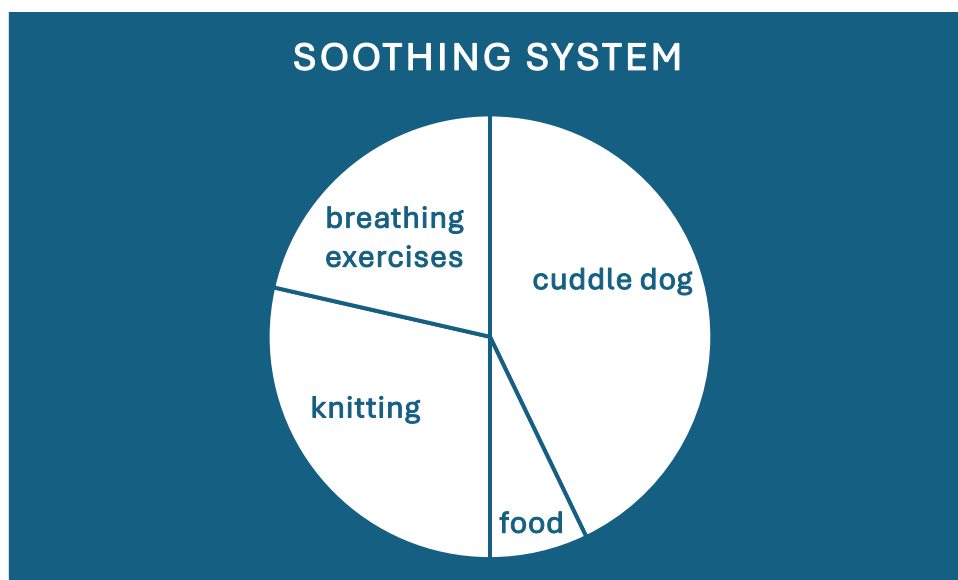 SOOTHING SYSTEM
breathing
exercises
cuddle dog
knitting
food